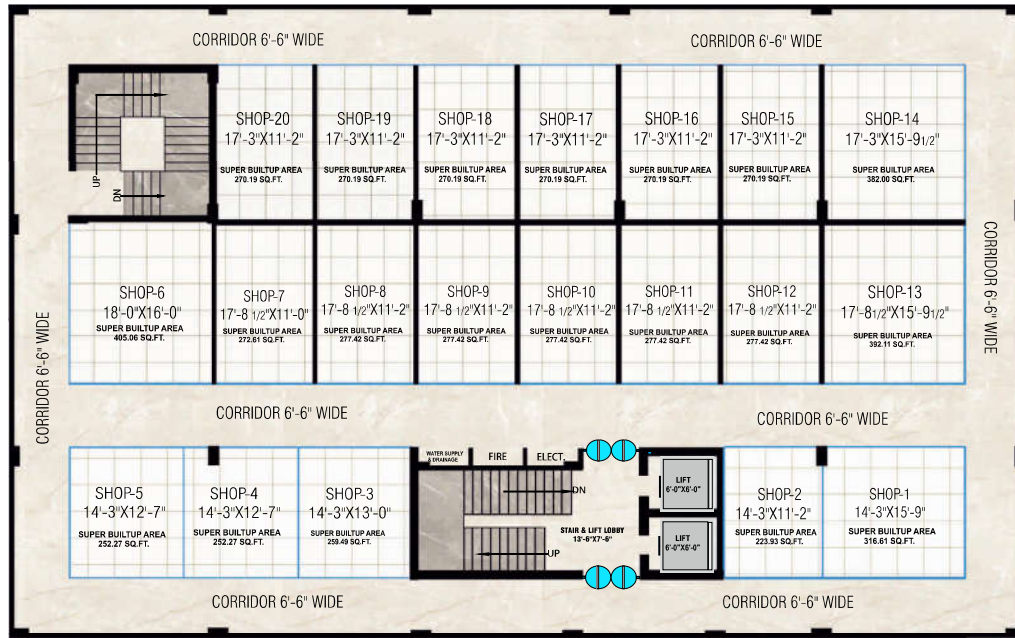 CORRIDOR 6'-6" WIDE
CORRIDOR 6'-6" WIDE
UP
DN
SHOP-20
17'-3"X11'-2"
SUPER BUILTUP AREA
270.19 SQ.FT.
SHOP-19
17'-3"X11'-2"
SUPER BUILTUP AREA
270.19 SQ.FT.
SHOP-18
17'-3"X11'-2"
SUPER BUILTUP AREA
270.19 SQ.FT.
SHOP-17
17'-3"X11'-2"
SUPER BUILTUP AREA
270.19 SQ.FT.
SHOP-16
17'-3"X11'-2"
SUPER BUILTUP AREA
270.19 SQ.FT.
SHOP-15
17'-3"X11'-2"
SUPER BUILTUP AREA
270.19 SQ.FT.
SHOP-14
17'-3"X15'-91/2"
SUPER BUILTUP AREA
382.00 SQ.FT.
SHOP-6
18'-0"X16'-0"
SUPER BUILTUP AREA
405.06 SQ.FT.
SHOP-7
17'-8 1/2"X11'-0"
SUPER BUILTUP AREA
272.61 SQ.FT.
SHOP-8
17'-8 1/2"X11'-2"
SUPER BUILTUP AREA
277.42 SQ.FT.
SHOP-9
17'-8 1/2"X11'-2"
SUPER BUILTUP AREA
277.42 SQ.FT.
SHOP-10
17'-8 1/2"X11'-2"
SUPER BUILTUP AREA
277.42 SQ.FT.
SHOP-11
17'-8 1/2"X11'-2"
SUPER BUILTUP AREA
277.42 SQ.FT.
SHOP-12
17'-8 1/2"X11'-2"
SUPER BUILTUP AREA
277.42 SQ.FT.
SHOP-13
17'-81/2"X15'-91/2"
SUPER BUILTUP AREA
392.11 SQ.FT.
CORRIDOR 6'-6" WIDE
CORRIDOR 6'-6" WIDE
CORRIDOR 6'-6" WIDE
CORRIDOR 6'-6" WIDE
SHOP-5
14'-3"X12'-7"
SUPER BUILTUP AREA
252.27 SQ.FT.
SHOP-4
14'-3"X12'-7"
SUPER BUILTUP AREA
252.27 SQ.FT.
SHOP-3
14'-3"X13'-0"
SUPER BUILTUP AREA
259.49 SQ.FT.
WATER SUPPLY
& DRAINAGE
FIRE
ELECT.
DN
UP
STAIR & LIFT LOBBY
13'-6"X7'-6"
LIFT
6'-0"X6'-0"
LIFT
6'-0"X6'-0"
SHOP-2
14'-3"X11'-2"
SUPER BUILTUP AREA
223.93 SQ.FT.
SHOP-1
14'-3"X15'-9"
SUPER BUILTUP AREA
316.61 SQ.FT.
CORRIDOR 6'-6" WIDE
CORRIDOR 6'-6" WIDE